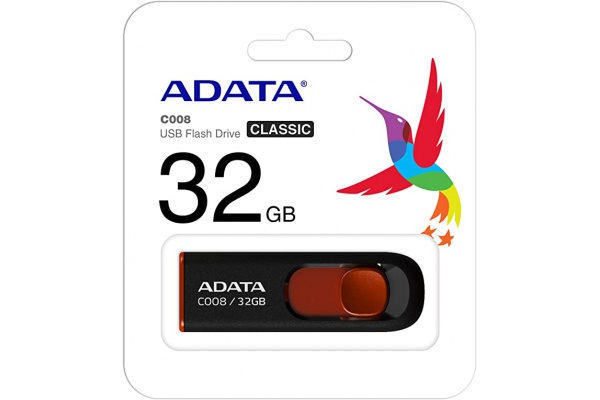 ADATA®
C008
USB Flash Drive CLASSIC
32GB
ADATA
C008 / 32GB